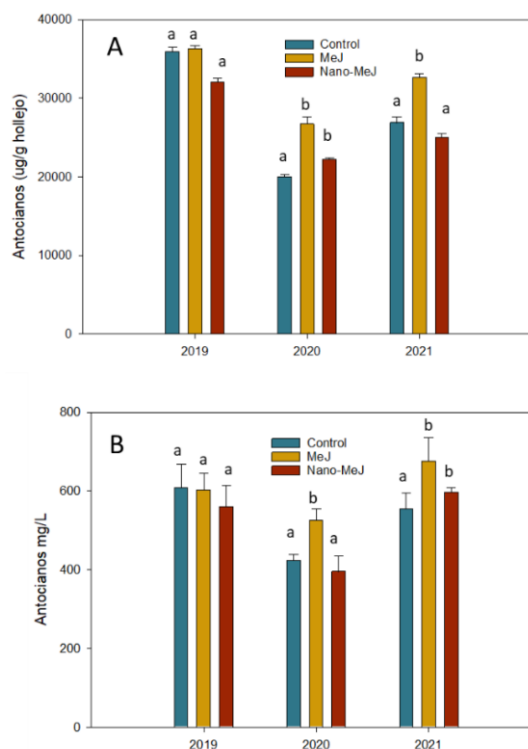 40000
A
a a a
Control
MeJ
Nano-MeJ
b
b
a
a
b
a
30000
20000
10000
0
Antocianos (ug/g hollejo)
2019 2020 2021
800
B
a a a
Control
MeJ
Nano-MeJ
a
b
a
a
b
b
600
400
200
0
Antocianos mg/L
2019 2020 2021